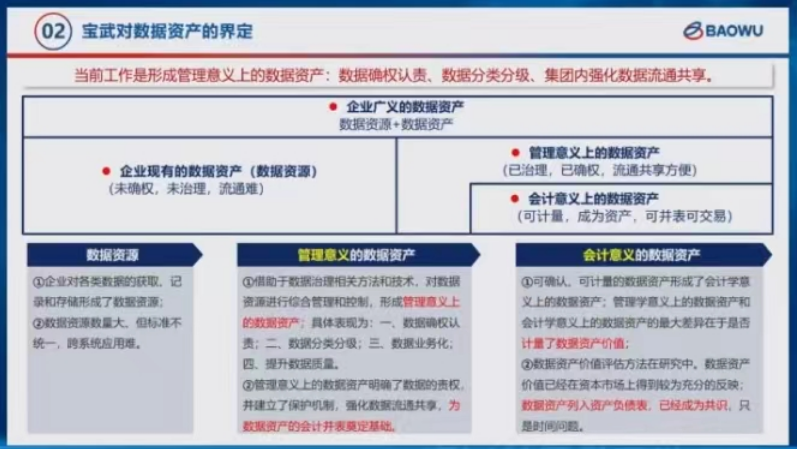 02
宝武对数据资产的界定
BAOWU
当前工作是形成管理意义上的数据资产：数据确权认责、数据分类分级、集团内强化数据流通共享。
企业广义的数据资产
数据资源+数据资产
企业现有的数据资产（数据资源）
（未确权，未治理，流通难）
管理意义上的数据资产
（已治理，已确权，流通共享方便）
会计意义上的数据资产
（可计量，成为资产，可并表可交易）
数据资源
①企业对各类数据的获取、记
录和存储形成了数据资源；
②数据资源数量大，但标准不
统一，跨系统应用难。
管理意义的数据资产
①借助于数据治理相关方法和技术，对数据
资源进行综合管理和控制，形成管理意义上
的数据资产；具体表现为：一、数据确权认
责；二、数据分类分级；三、数据业务化；
四、提升数据质量。
②管理意义上的数据资产明确了数据的责权，
并建立了保护机制，强化数据流通共享，为
数据资产的会计并表奠定基础。
会计意义的数据资产
①可确认、可计量的数据资产形成了会计学意
义上的数据资产；管理学意义上的数据资产和
会计学意义上的数据资产的最大差异在于是否
计量了数据资产价值；
②数据资产价值评估方法在研究中。数据资产
价值已经在资本市场上得到较为充分的反映；
数据资产列入资产负债表，已经成为共识，只
是时间问题。